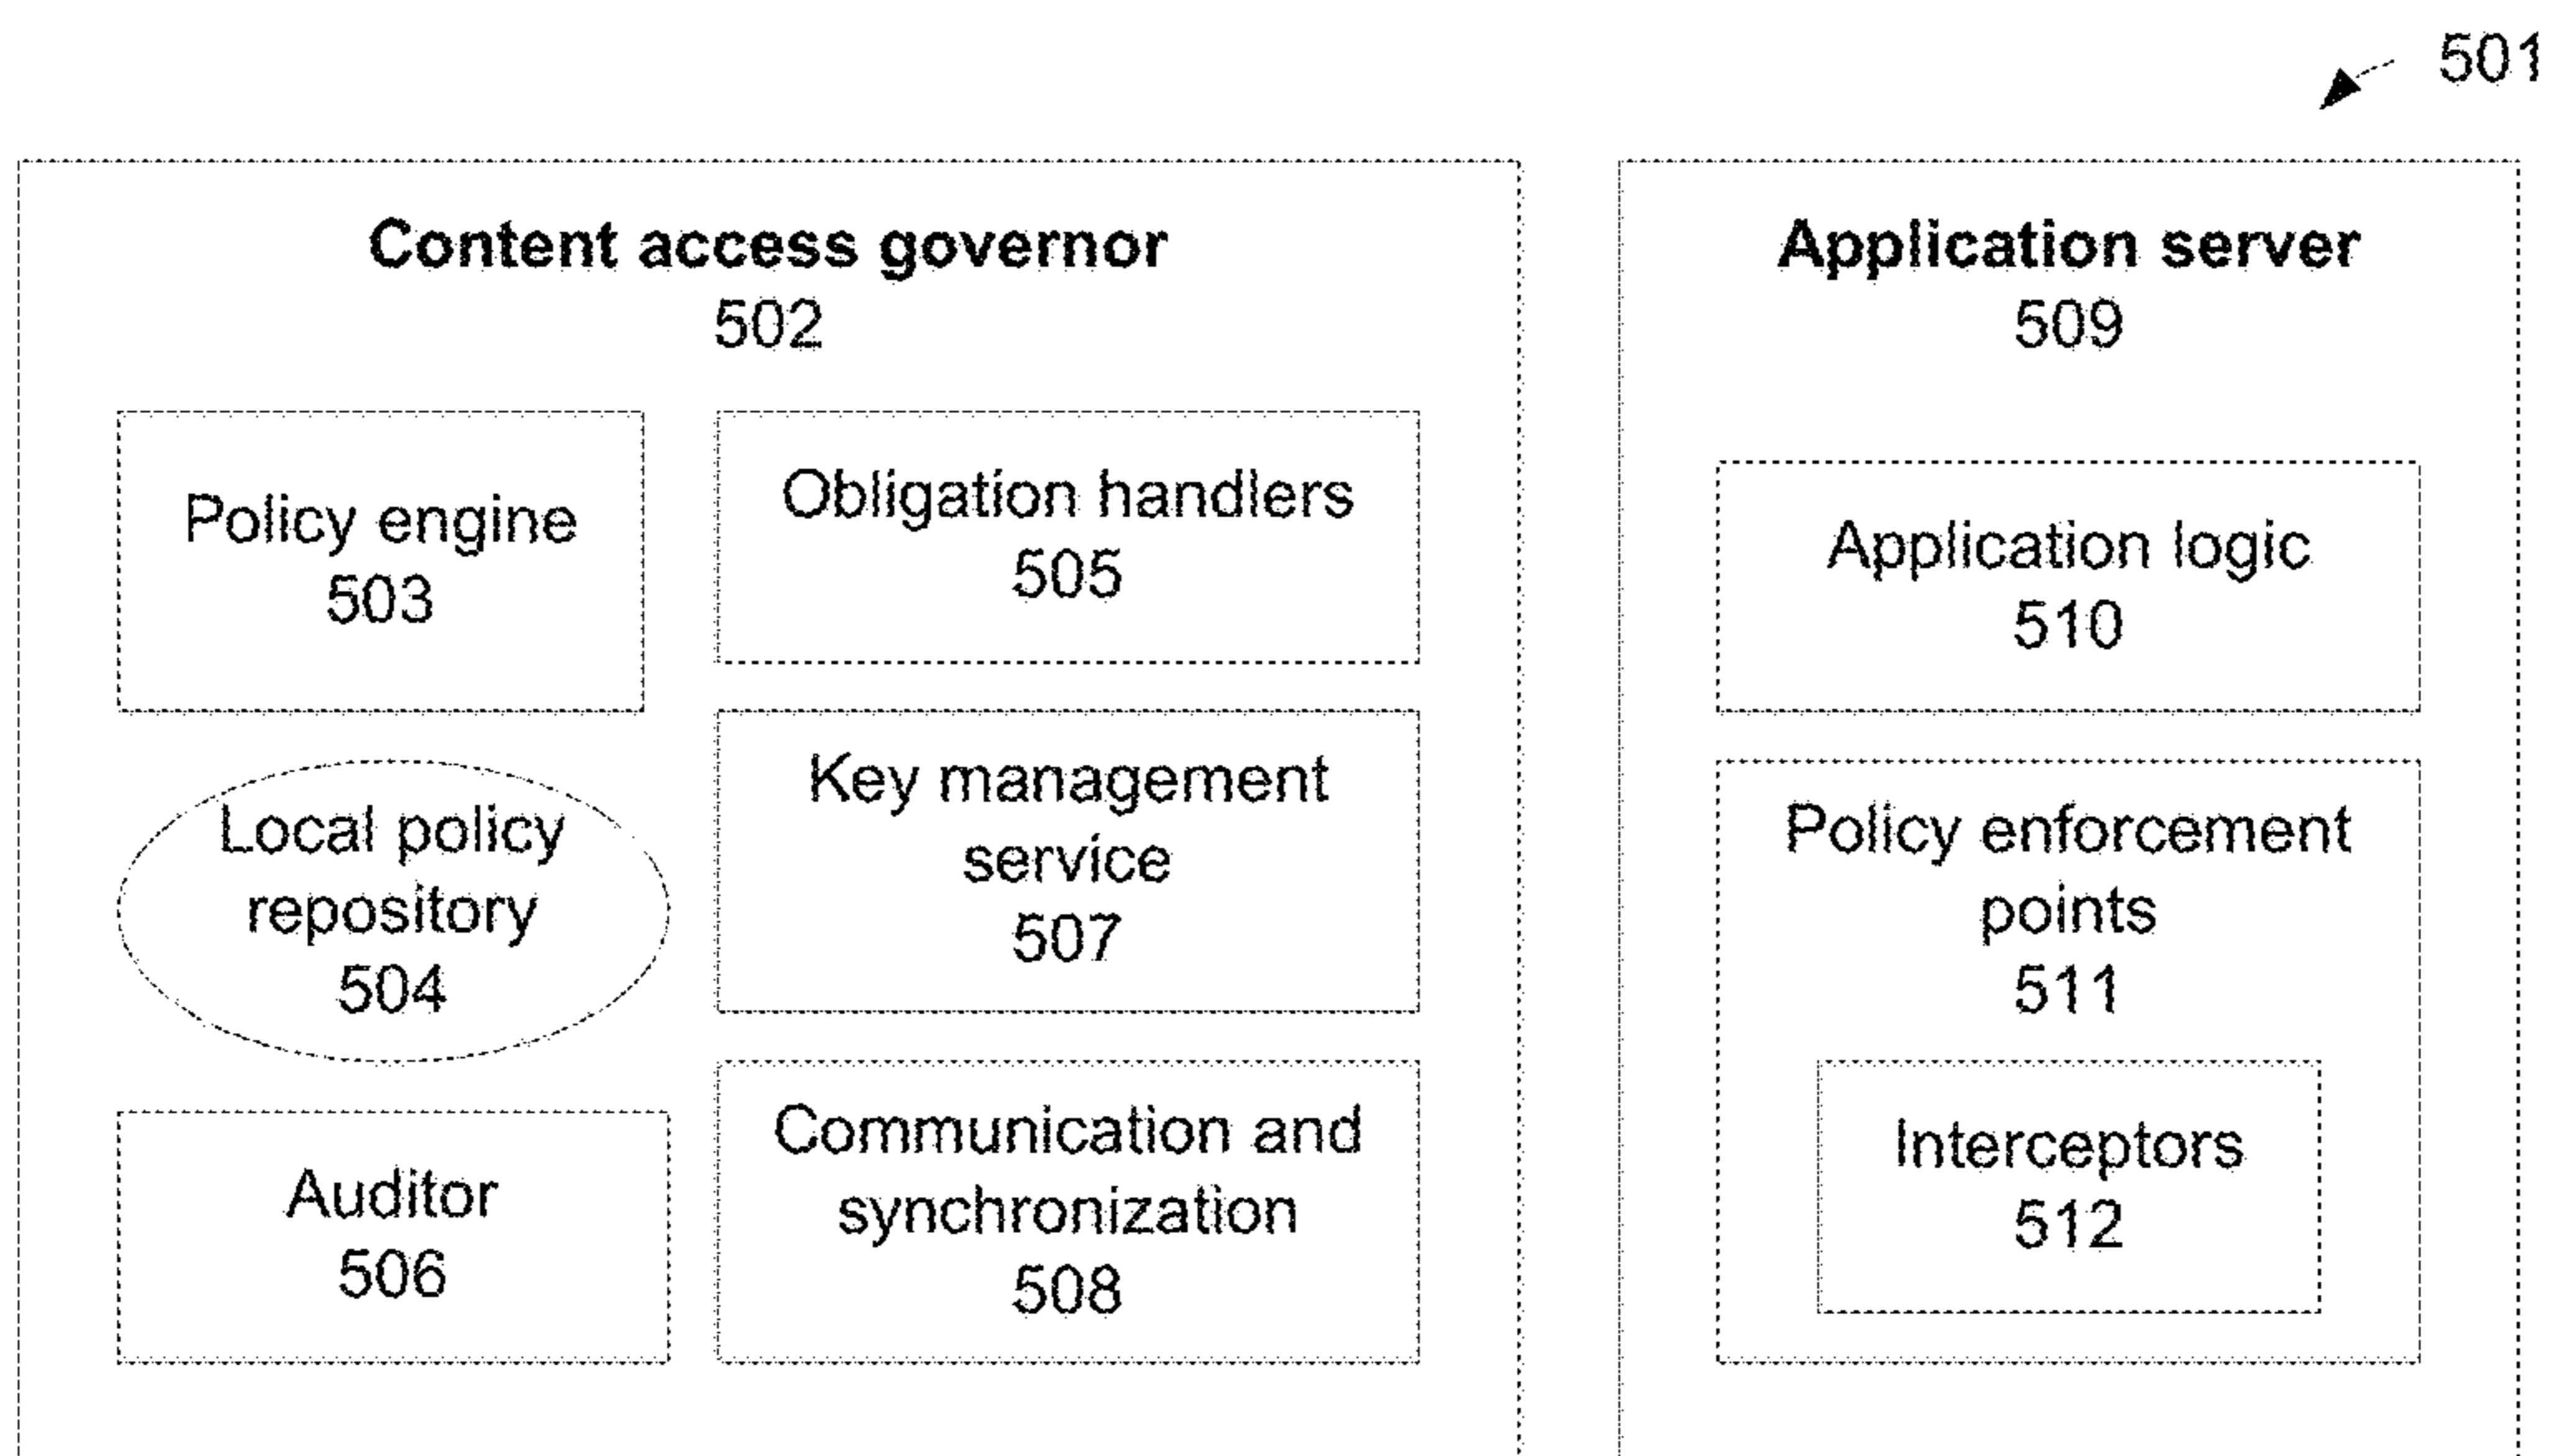 501
Content access governor
502
Policy engine
503
Obligation handlers
505
Local policy
repository
504
Key management
service
507
Auditor
506
Communication and
synchronization
508
Application server
509
Application logic
510
Policy enforcement
points
511
Interceptors
512